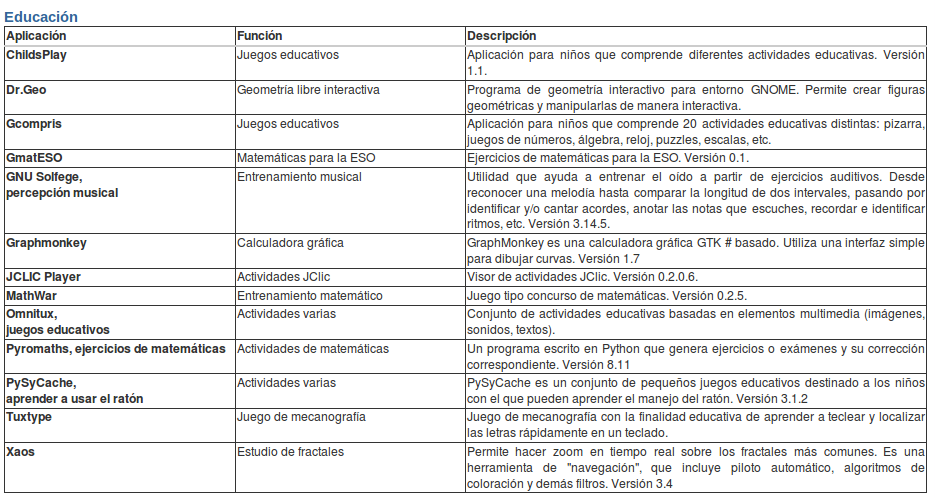 Educación
Aplicación Función Descripción
ChildsPlay Juegos educativos Aplicación para niños que comprende diferentes actividades educativas. Versión
1.1.
Dr.Geo Geometría libre interactiva Programa de geometría interactivo para entorno GNOME. Permite crear figuras
geométricas y manipularlas de manera interactiva.
Gcompris Juegos educativos Aplicación para niños que comprende 20 actividades educativas distintas: pizarra,
juegos de números, álgebra, reloj, puzzles, escalas, etc.
GmatESO Matemáticas para la ESO Ejercicios de matemáticas para la ESO. Versión 0.1.
GNU Solfege, Entrenamiento musical Utilidad que ayuda a entrenar el oído a partir de ejercicios auditivos. Desde
percepción musical reconocer una melodía hasta comparar la longitud de dos intervales, pasando por
identificar y/o cantar acordes, anotar las notas que escuches, recordar e identificar
ritmos, etc. Versión 3.14.5.
Graphmonkey Calculadora gráfica GraphMonkey es una calculadora gráfica GTK # basado. Utiliza una interfaz simple
para dibujar curvas. Versión 1.7
JCLIC Player Actividades JClic Visor de actividades JClic. Versión 0.2.0.6.
MathWar Entrenamiento matemático Juego tipo concurso de matemáticas. Versión 0.2.5.
Omnitux, Actividades varias Conjunto de actividades educativas basadas en elementos multimedia (imágenes,
juegos educativos sonidos, textos).
Pyromaths, ejercicios de matemáticas Actividades de matemáticas Un programa escrito en Python que genera ejercicios o exámenes y su corrección
correspondiente. Versión 8.11
PySyCache, Actividades varias PySyCache es un conjunto de pequeños juegos educativos destinado a los niños
aprender a usar el ratón con el que pueden aprender el manejo del ratón. Versión 3.1.2
Tuxtype Juego de mecanografía Juego de mecanografía con la finalidad educativa de aprender a teclear y localizar
las letras rápidamente en un teclado.
Xaos Estudio de fractales Permite hacer zoom en tiempo real sobre los fractales más comunes. Es una
herramienta de "navegación", que incluye piloto automático, algoritmos de
coloración y demás filtros. Versión 3.4